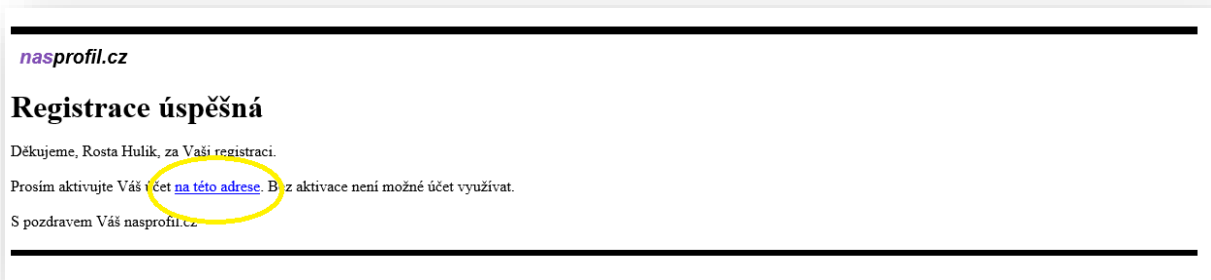 nasprofil.cz
Registrace úspěšná
Děkujeme, Rosta Hulik, za Vaši registraci.
Prosím aktivujte Váš účet na této adrese. Bez aktivace není možné účet využívat.
S pozdravem Váš nasprofil.cz